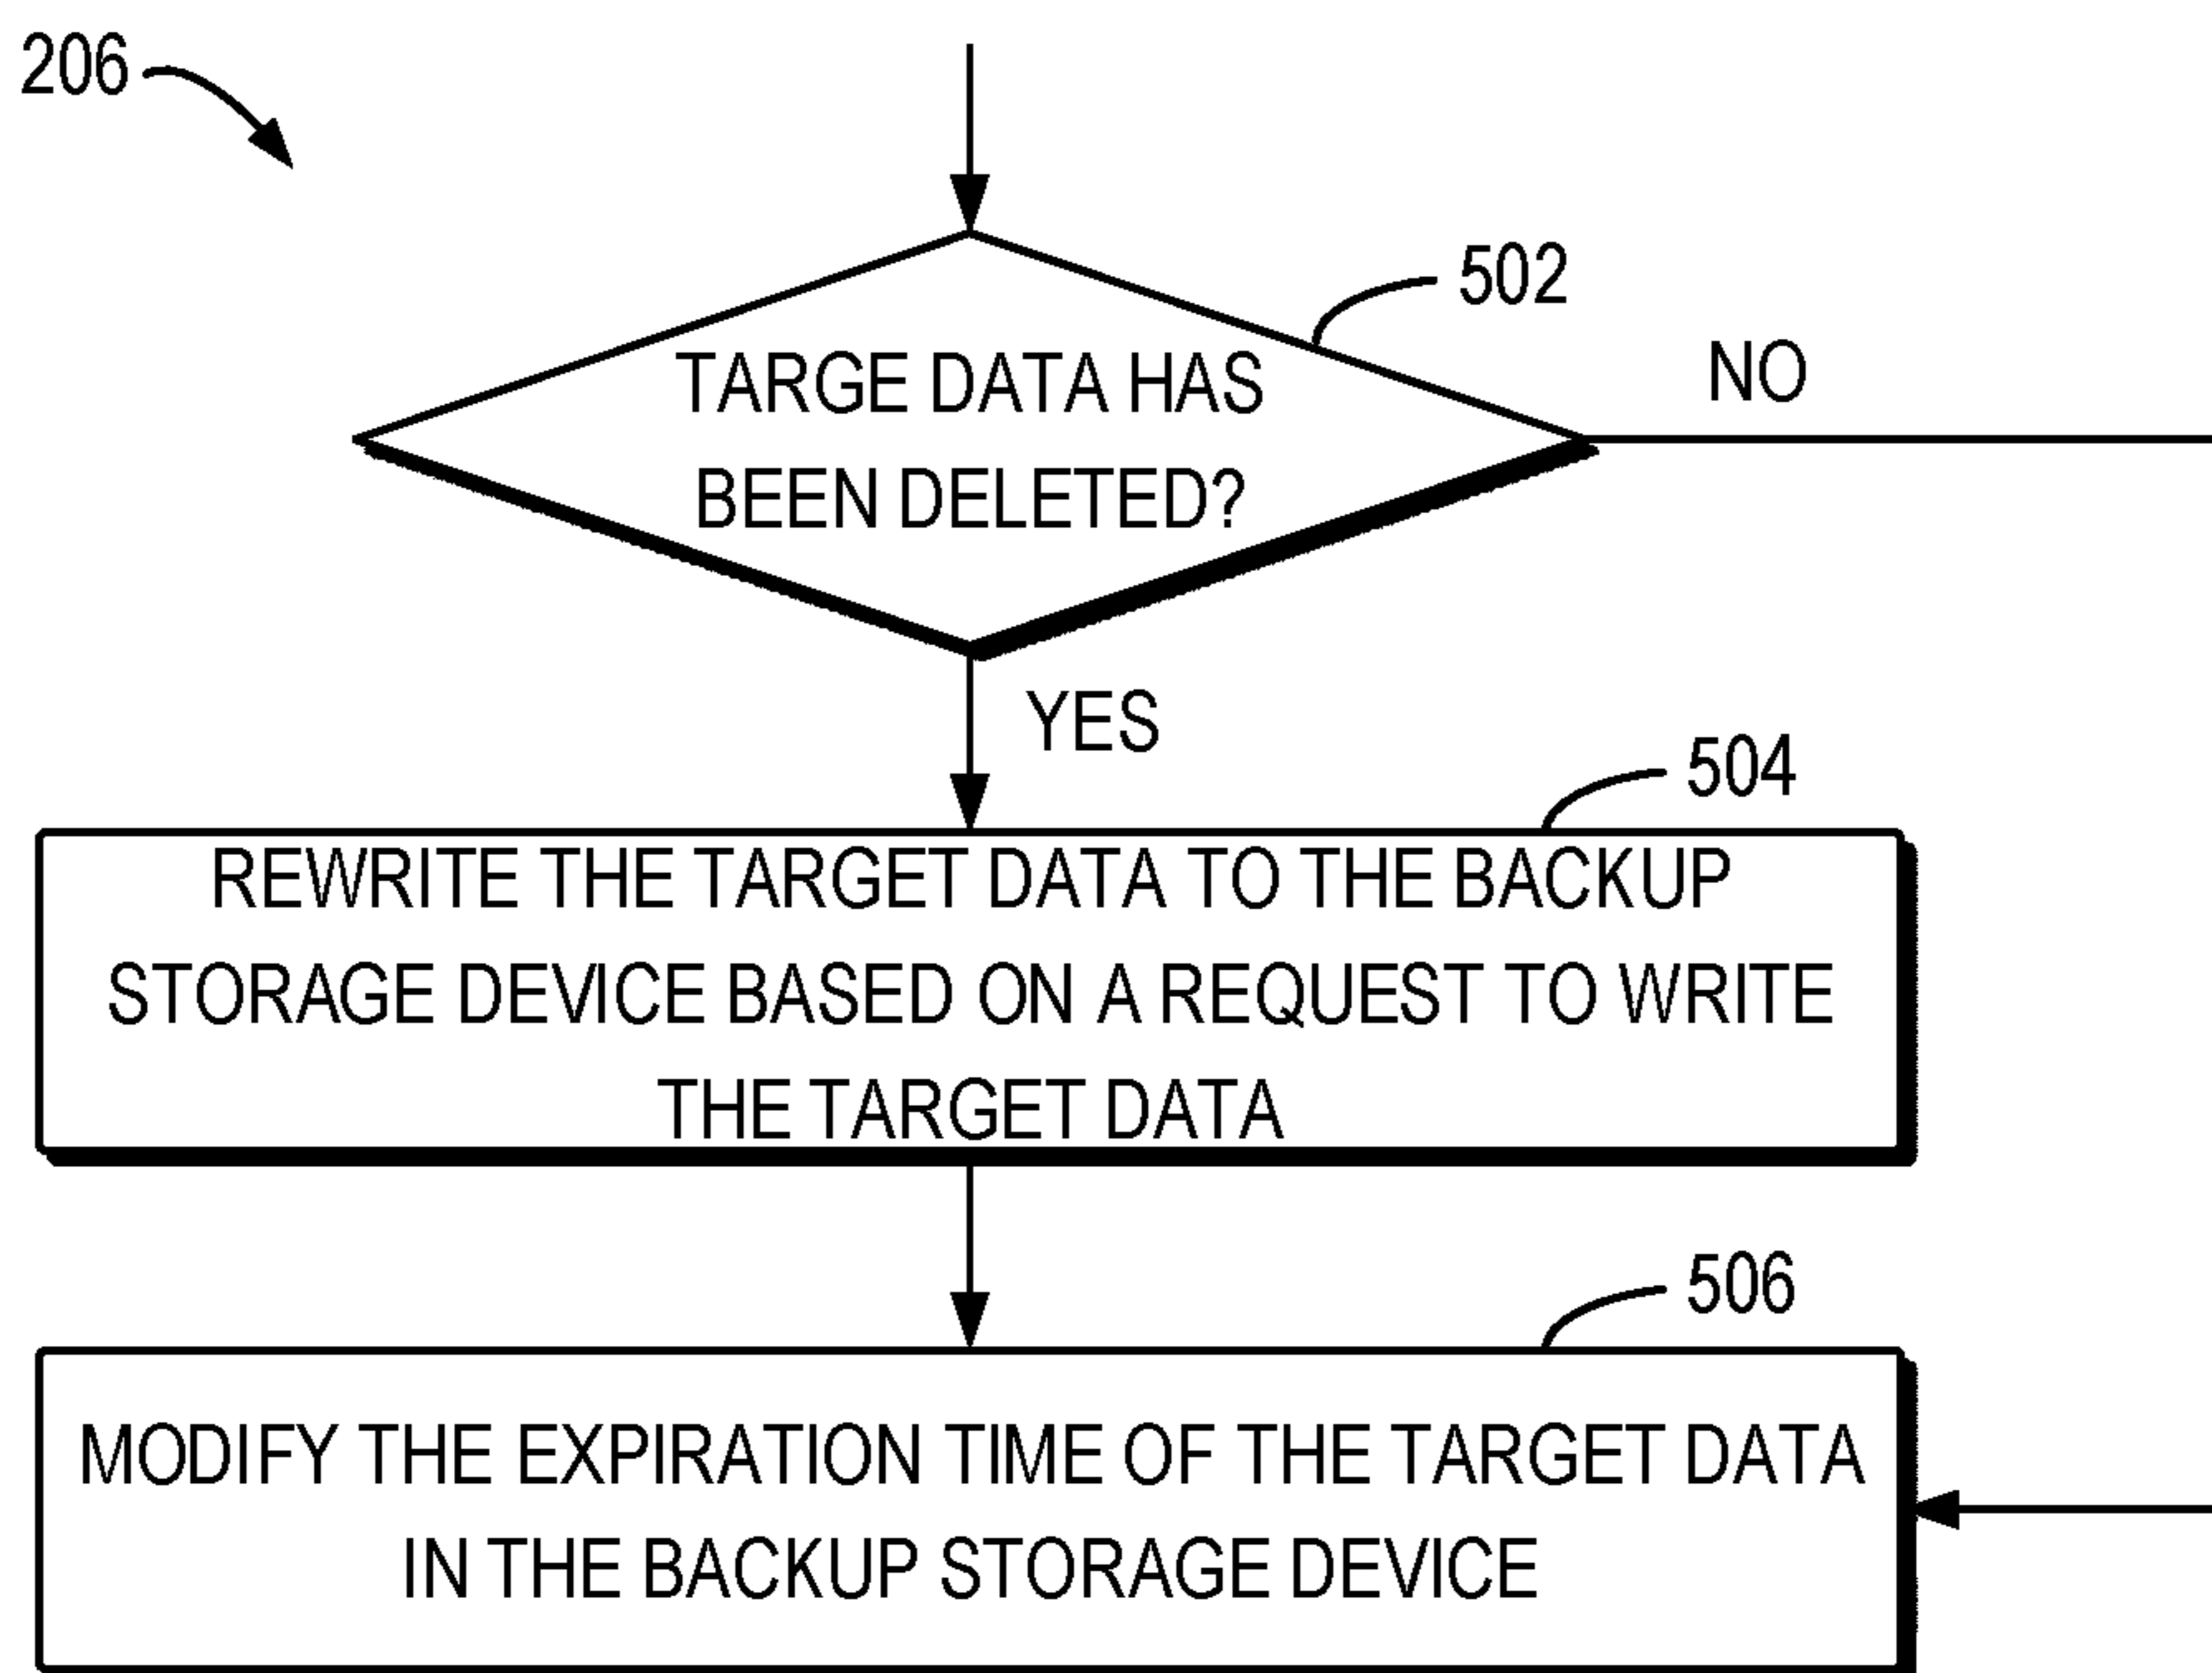 206
502
TARGE DATA HAS
BEEN DELETED?
NO
YES
504
REWRITE THE TARGET DATA TO THE BACKUP
STORAGE DEVICE BASED ON A REQUEST TO WRITE
THE TARGET DATA
506
MODIFY THE EXPIRATION TIME OF THE TARGET DATA
IN THE BACKUP STORAGE DEVICE